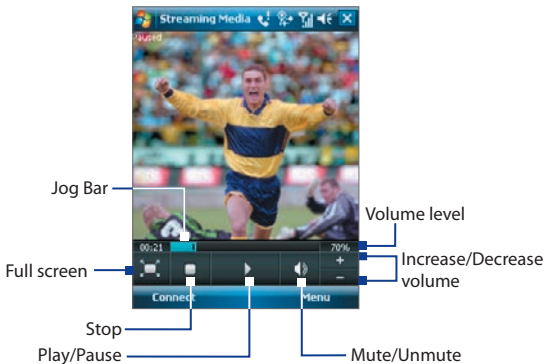 Streaming Media
Paused
Jog Bar
Volume level
00:21
70%
Full screen
+
Increase/Decrease
volume
−
Connect
Menu
Stop
Play/Pause
Mute/Unmute